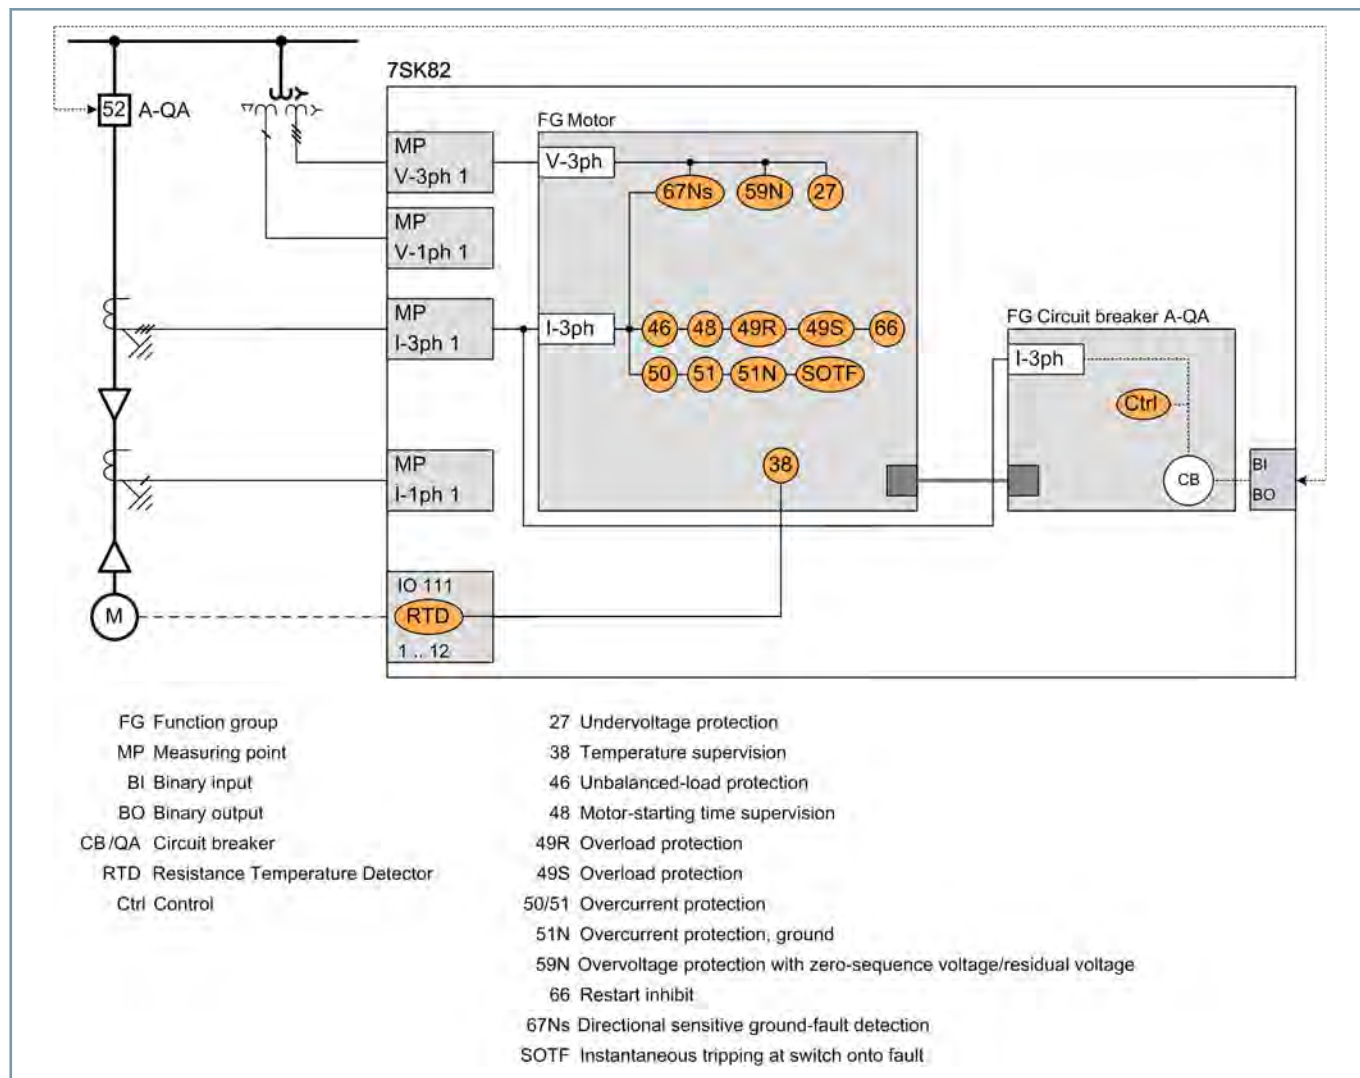 7SK82
52 A-QA
FG Motor
MP
V-3ph 1
V-3ph
67Ns 59N 27
MP
V-1ph 1
MP
I-3ph 1
I-3ph
46 48 49R 49S 66
50 51 51N SOTF
FG Circuit breaker A-QA
I-3ph
Ctrl
38
CB
BI
BO
MP
I-1ph 1
IO 111
RTD
1 .. 12
M
FG Function group
MP Measuring point
BI Binary input
BO Binary output
CB/QA Circuit breaker
RTD Resistance Temperature Detector
Ctrl Control
27 Undervoltage protection
38 Temperature supervision
46 Unbalanced-load protection
48 Motor-starting time supervision
49R Overload protection
49S Overload protection
50/51 Overcurrent protection
51N Overcurrent protection, ground
59N Overvoltage protection with zero-sequence voltage/residual voltage
66 Restart inhibit
67Ns Directional sensitive ground-fault detection
SOTF Instantaneous tripping at switch onto fault